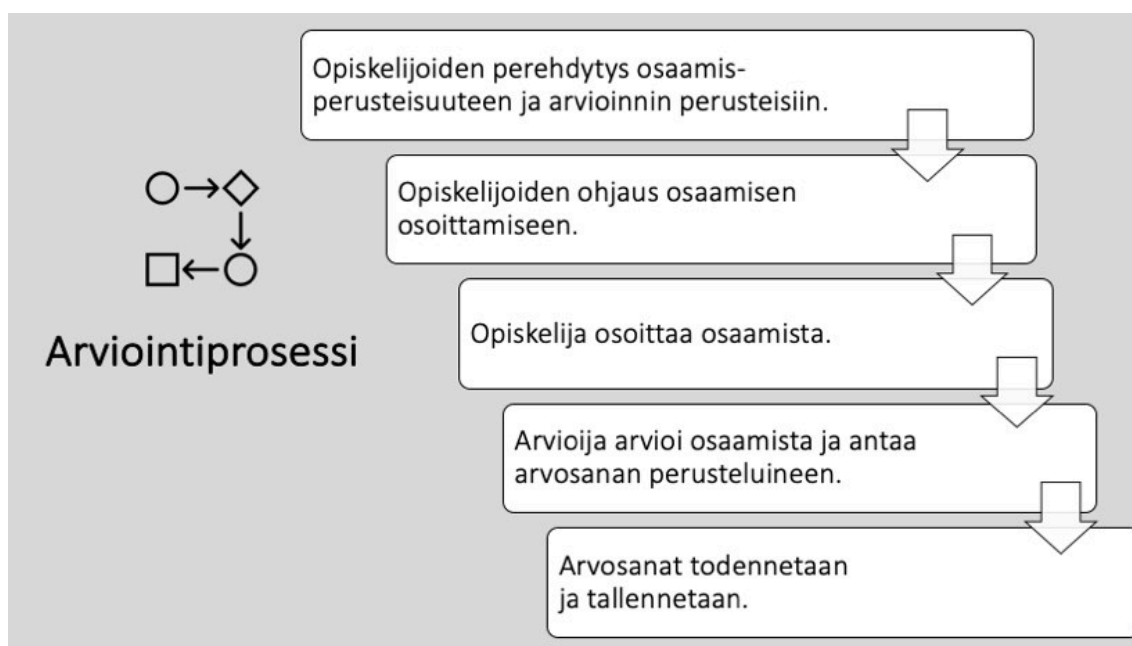 Opiskelijoiden perehdytys osaamis-
perusteisuuteen ja arvioinnin perusteisiin.
Opiskelijoiden ohjaus osaamisen
osoittamiseen.
Arviointiprosessi
Opiskelija osoittaa osaamista.
Arvioija arvioi osaamista ja antaa
arvosanan perusteluineen.
Arvosanat todennetaan
ja tallennetaan.